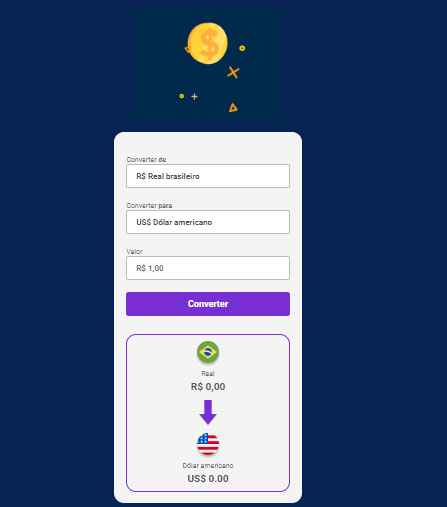 $
Converter de
R$ Real brasileiro
Converter para
US$ Dólar americano
Valor
R$ 1,00
Converter
Real
R$ 0,00
Dólar americano
US$ 0.00